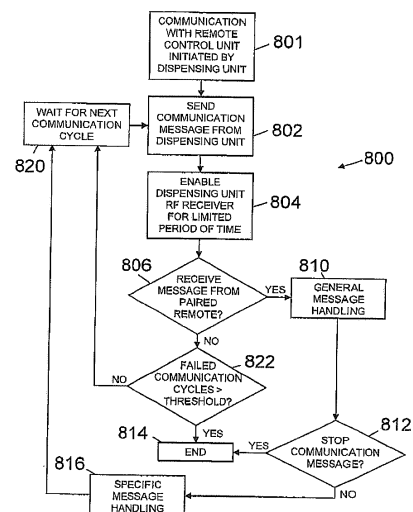 COMMUNICATION
WITH REMOTE
CONTROL UNIT
INITIATED BY
DISPENSING UNIT
801
WAIT FOR NEXT
COMMUNICATION
CYCLE
820
SEND
COMMUNICATION
MESSAGE FROM
DISPENSING UNIT
802
800
ENABLE
DISPENSING UNIT
RF RECEIVER
FOR LIMITED
PERIOD OF TIME
804
806
RECEIVE
MESSAGE FROM
PAIRED
REMOTE?
YES
810
GENERAL
MESSAGE
HANDLING
NO
822
FAILED
COMMUNICATION
CYCLES >
THRESHOLD?
NO
YES
814
END
YES
812
STOP
COMMUNICATION
MESSAGE?
NO
816
SPECIFIC
MESSAGE
HANDLING